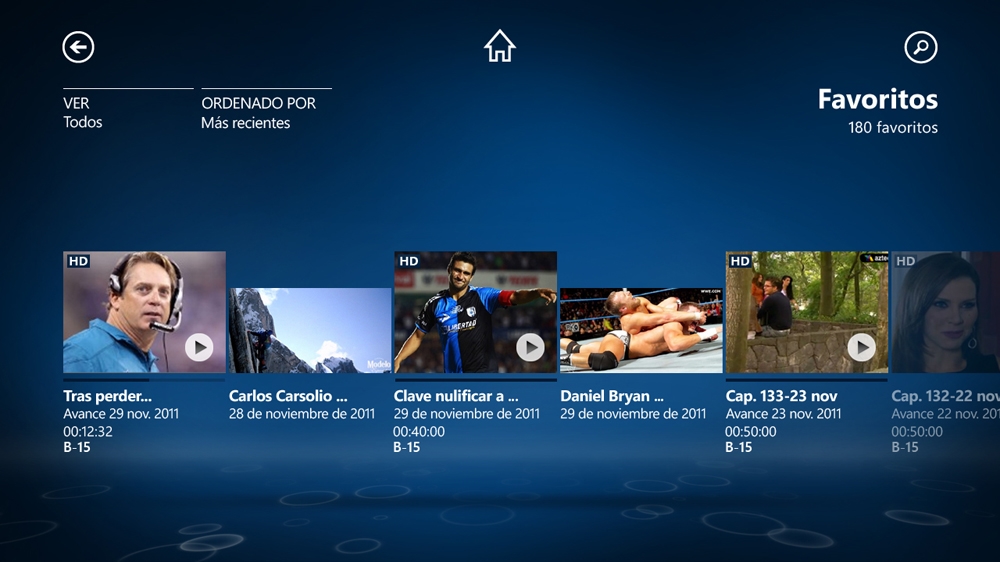 VER
Todos
ORDENADO POR
Más recientes
Favoritos
180 favoritos
HD
Modelo
HD
LIBERTAD
WWE.COM
HD
azte
HD
Tras perder...
Avance 29 nov. 2011
00:12:32
B-15
Carlos Carsolio ...
28 de noviembre de 2011
Clave nulificar a ...
29 de noviembre de 2011
00:40:00
B-15
Daniel Bryan ...
29 de noviembre de 2011
Cap. 133-23 nov
Avance 23 nov. 2011
00:50:00
B-15
Cap. 132-22 nov
Avance 22 nov. 201
00:50:00
B-15